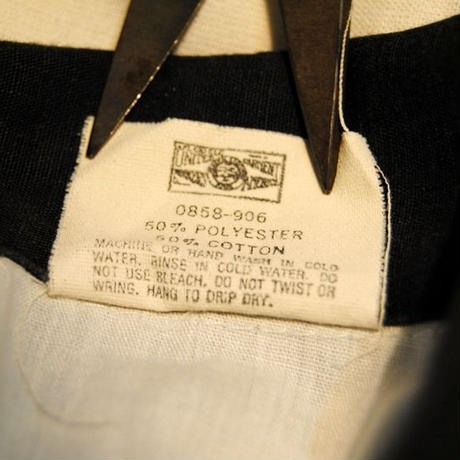 UNION
0858-906
50% POLYESTER
50% COTTON
MACHINE OR HAND WASH IN COLD
WATER, RINSE IN COLD WATER. DO
NOT USE BLEACH. DO NOT TWIST OR
WRING. HANG TO DRIP DRY.